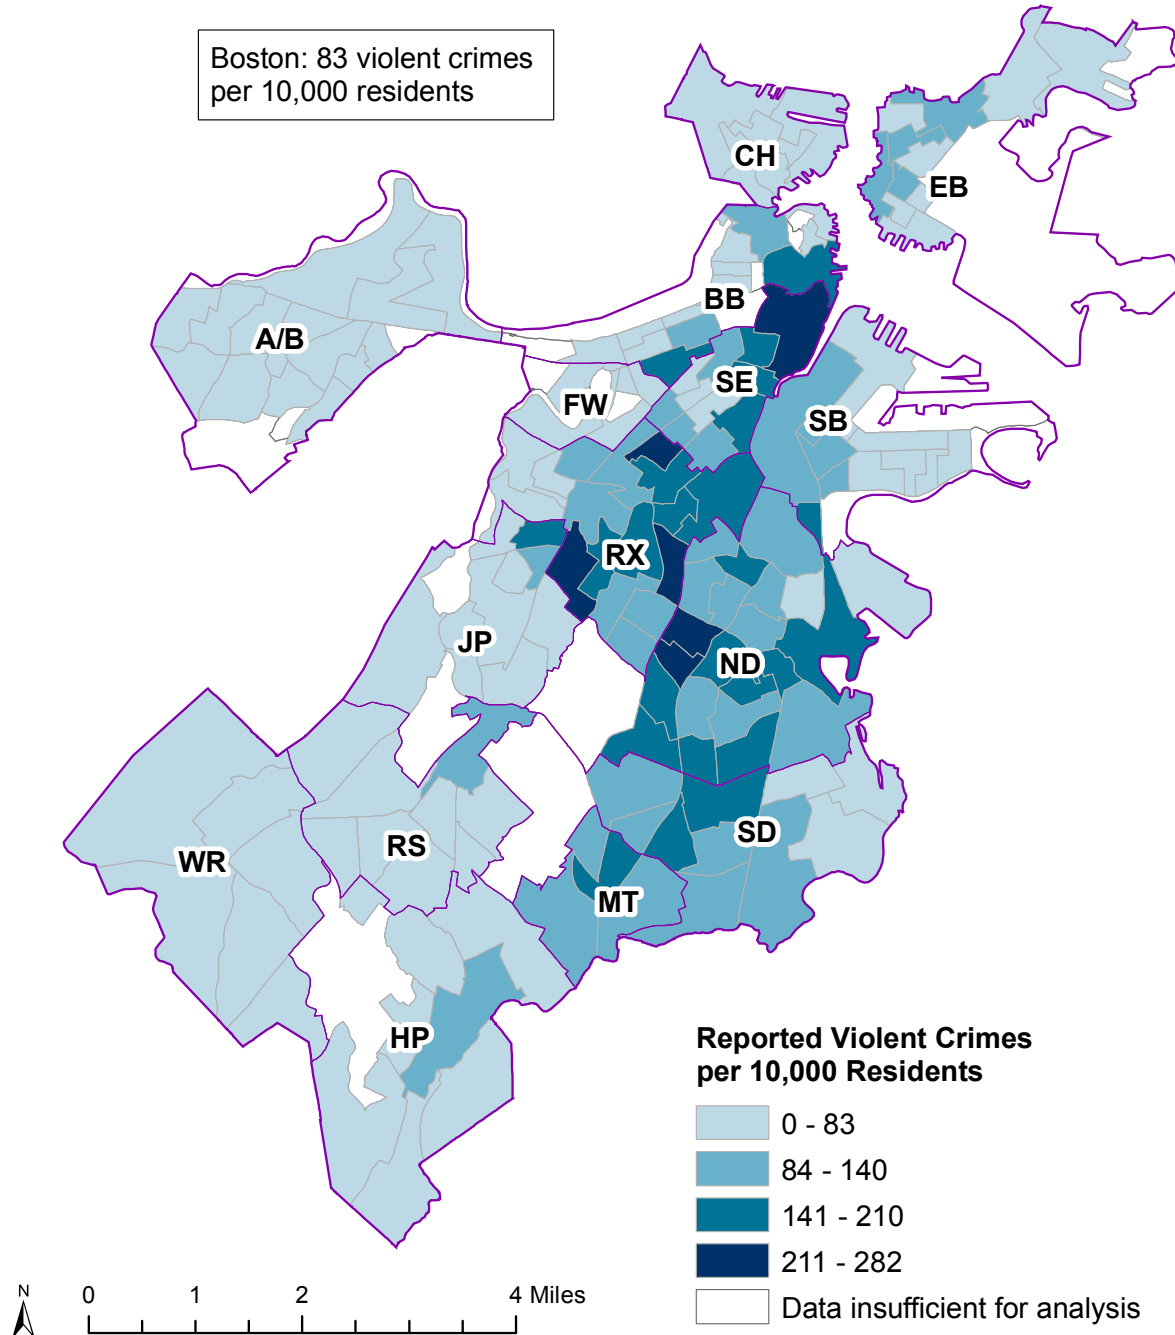 Boston: 83 violent crimes
per 10,000 residents
CH
EB
BB
A/B
SE
FW
SB
RX
JP
ND
SD
RS
WR
MT
HP
Reported Violent Crimes
per 10,000 Residents
0 - 83
84 - 140
141 - 210
211 - 282
Data insufficient for analysis
N
0 1 2 4 Miles